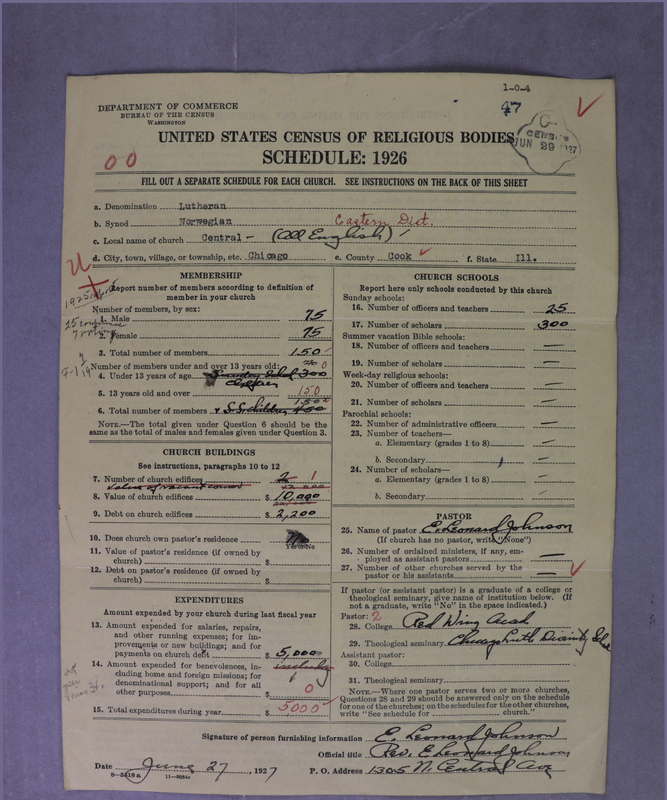 1-0-4
47
DEPARTMENT OF COMMERCE
BUREAU OF THE CENSUS
WASHINGTON
CENSUS
JUN 29 1927
UNITED STATES CENSUS OF RELIGIOUS BODIES
SCHEDULE: 1926
00
FILL OUT A SEPARATE SCHEDULE FOR EACH CHURCH. SEE INSTRUCTIONS ON THE BACK OF THIS SHEET
a. Denomination Lutheran
b. Synod Norwegian Eastern Dist.
c. Local name of church Central - (All English)
d. City, town, village, or township, etc. Chicago e. County Cook f. State Ill.
MEMBERSHIP
Report number of members according to definition of
member in your church
Number of members, by sex:
1. Male 75
2. Female 75
3. Total number of members 150
Number of members under and over 13 years old:
4. Under 13 years of age Sunday School 300 0
5. 13 years old and over 150
6. Total number of members + S.S. children 450 150
NOTE.—The total given under Question 6 should be
same as the total of males and females given under Question 3.
CHURCH BUILDINGS
See instructions, paragraphs 10 to 12
7. Number of church edifices 2 1
Value of vacant corner
8. Value of church edifices $ 10,000
9. Debt on church edifices $ 2,200
10. Does church own pastor's residence No
Yes or No
11. Value of pastor's residence (if owned by
church) $
12. Debt on pastor's residence (if owned by
church) $
EXPENDITURES
Amount expended by your church during last fiscal year
13. Amount expended for salaries, repairs,
and other running expenses; for im-
provements or new buildings; and for
payments on church debt $ 5,000
14. Amount expended for benevolences, in-
cluding home and foreign missions; for
denominational support; and for all
other purposes $ 0
15. Total expenditures during year $ 5000
CHURCH SCHOOLS
Report here only schools conducted by this church
Sunday schools:
16. Number of officers and teachers 25
17. Number of scholars 300
Summer vacation Bible schools:
18. Number of officers and teachers —
19. Number of scholars —
Week-day religious schools:
20. Number of officers and teachers —
21. Number of scholars —
Parochial schools:
22. Number of administrative officers —
23. Number of teachers—
a. Elementary (grades 1 to 8) —
b. Secondary —
24. Number of scholars—
a. Elementary (grades 1 to 8) —
b. Secondary —
PASTOR
25. Name of pastor E. Leonard Johnson
(If church has no pastor, write "None")
26. Number of ordained ministers, if any, em-
ployed as assistant pastors —
27. Number of other churches served by the
pastor or his assistants —
If pastor (or assistant pastor) is a graduate of a college or
theological seminary, give name of institution below. (If
not a graduate, write "No" in the space indicated.)
Pastor: 2
28. College Red Wing Acad.
29. Theological seminary Chicago Luth Divinity
Assistant pastor:
30. College
31. Theological seminary
NOTE.—Where one pastor serves two or more churches,
Questions 28 and 29 should be answered only on the schedule
for one of the churches; on the schedules for the other churches,
write "See schedule for church."
Signature of person furnishing information E. Leonard Johnson
Official title Rev. E Leonard Johnson
Date June 27, 1927 P. O. Address 1305 N. Central Ave